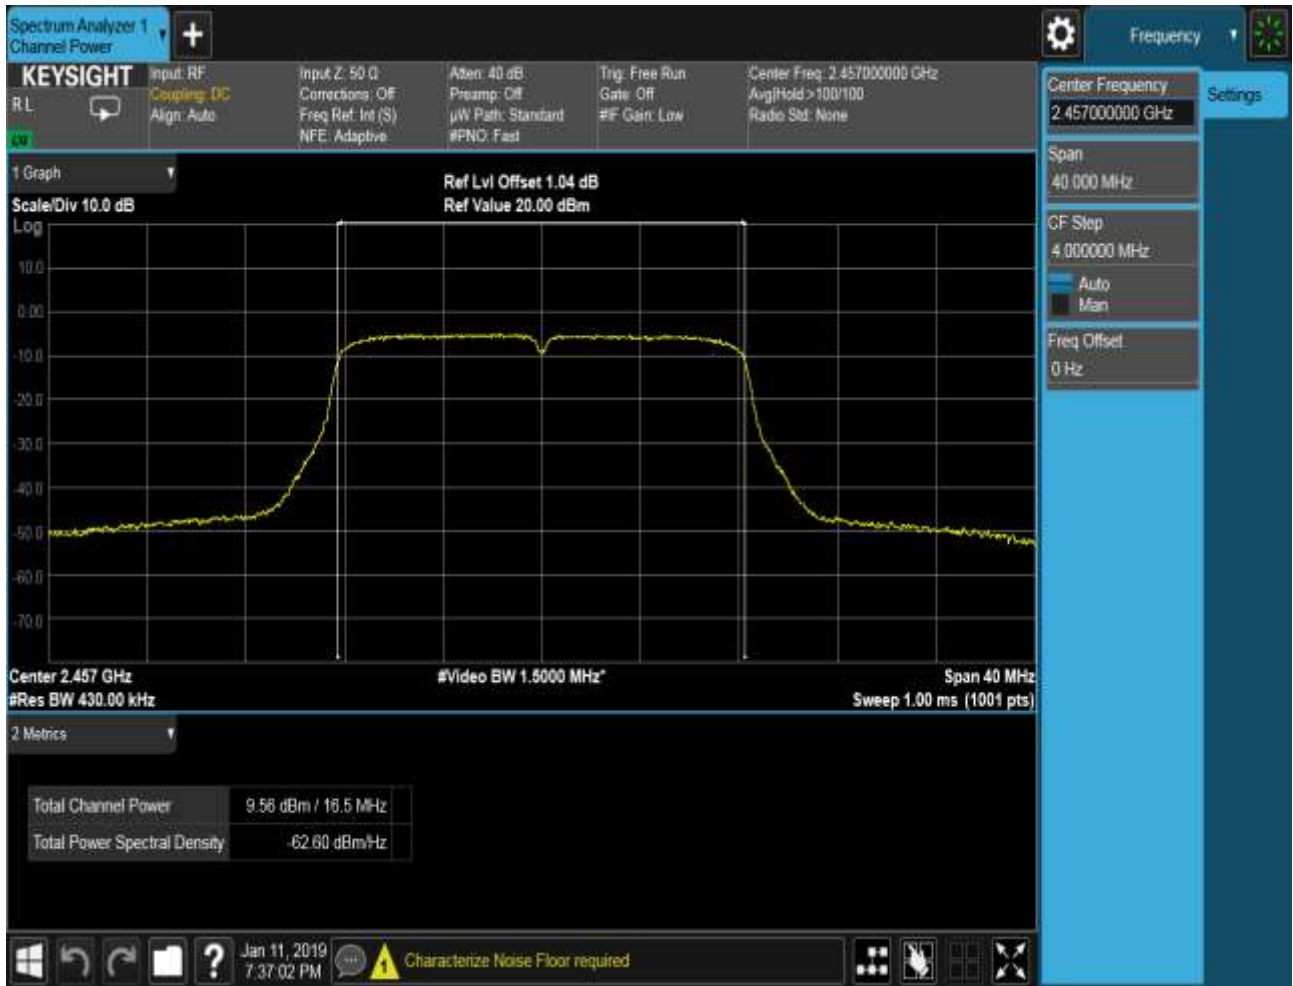 Spectrum Analyzer 1
Channel Power
Frequency
KEYSIGHT
R L
Input: RF
Coupling: DC
Align: Auto
Input Z: 50 Ω
Corrections: Off
Freq Ref: Int (S)
NFE: Adaptive
Atten: 40 dB
Preamp: Off
µW Path: Standard
#PNO: Fast
Trig: Free Run
Gate: Off
#IF Gain: Low
Center Freq: 2.457000000 GHz
Avg|Hold:>100/100
Radio Std: None
Center Frequency
2.457000000 GHz
Settings
Span
40.000 MHz
CF Step
4.000000 MHz
Auto
Man
Freq Offset
0 Hz
1 Graph
Scale/Div 10.0 dB
Ref Lvl Offset 1.04 dB
Ref Value 20.00 dBm
Log
10.0
0.00
-10.0
-20.0
-30.0
-40.0
-50.0
-60.0
-70.0
Center 2.457 GHz
#Video BW 1.5000 MHz*
Span 40 MHz
#Res BW 430.00 kHz
Sweep 1.00 ms (1001 pts)
2 Metrics
Total Channel Power 9.56 dBm / 16.5 MHz
Total Power Spectral Density -62.60 dBm/Hz
?
Jan 11, 2019
7:37:02 PM
1
Characterize Noise Floor required